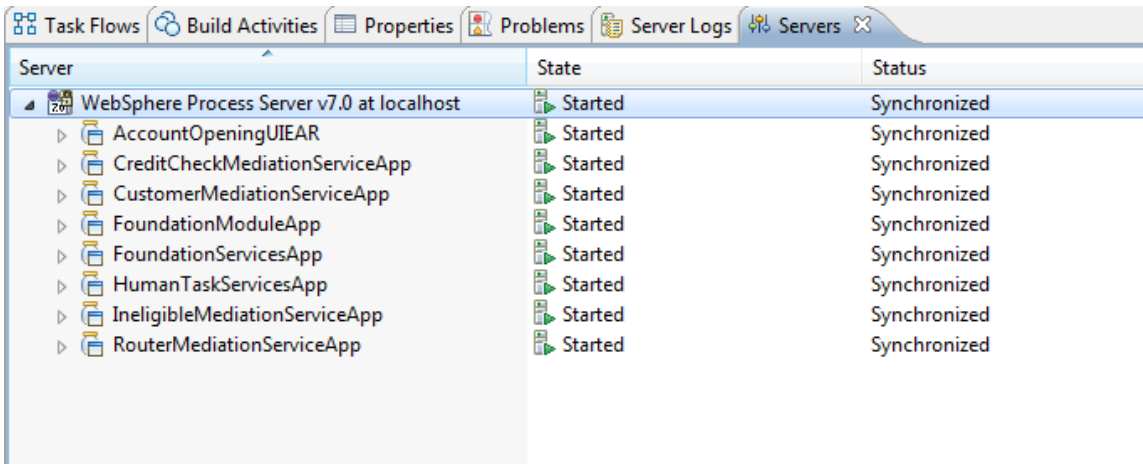 Task Flows Build Activities Properties Problems Server Logs Servers
Server State Status
WebSphere Process Server v7.0 at localhost Started Synchronized
AccountOpeningUIEAR Started Synchronized
CreditCheckMediationServiceApp Started Synchronized
CustomerMediationServiceApp Started Synchronized
FoundationModuleApp Started Synchronized
FoundationServicesApp Started Synchronized
HumanTaskServicesApp Started Synchronized
IneligibleMediationServiceApp Started Synchronized
RouterMediationServiceApp Started Synchronized